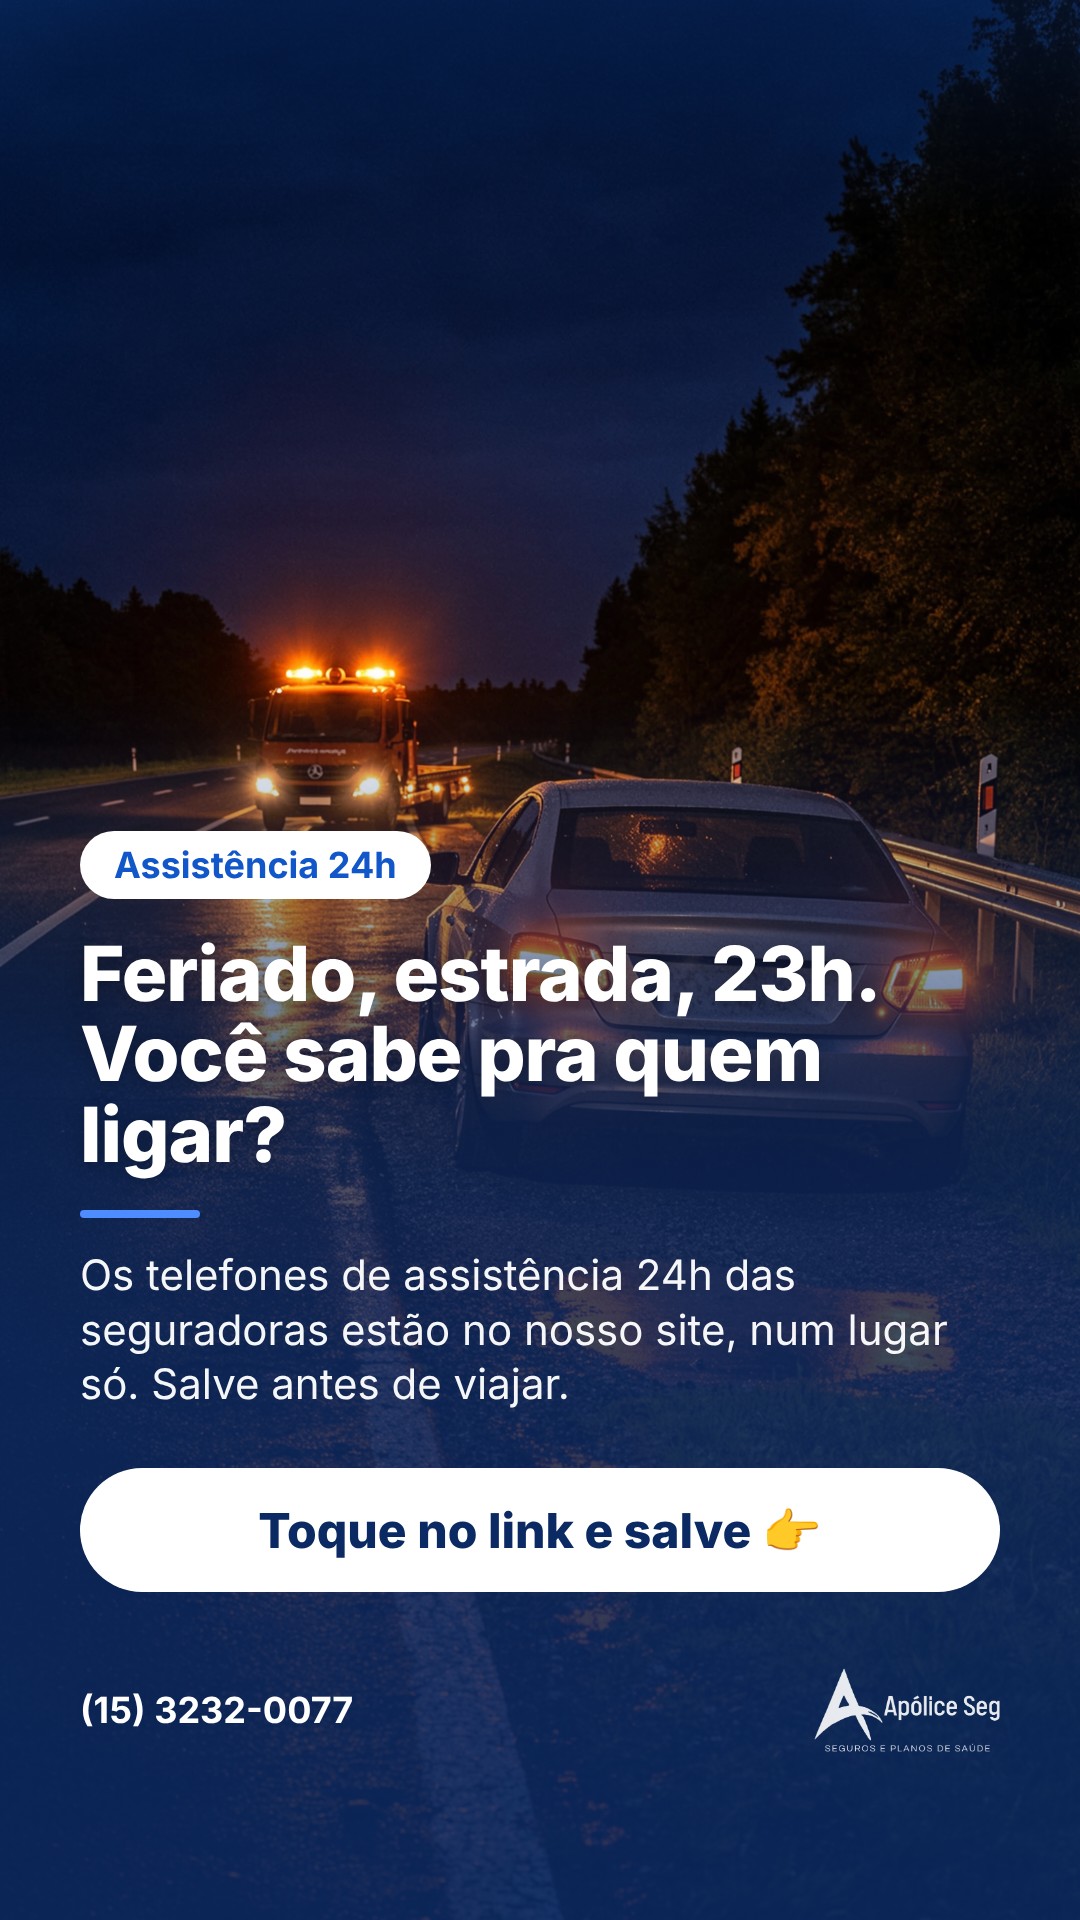 Assistência 24h
Feriado, estrada, 23h.
Você sabe pra quem
ligar?
Os telefones de assistência 24h das
seguradoras estão no nosso site, num lugar
só. Salve antes de viajar.
Toque no link e salve 👉
(15) 3232-0077
Apólice Seg
SEGUROS E PLANOS DE SAÚDE